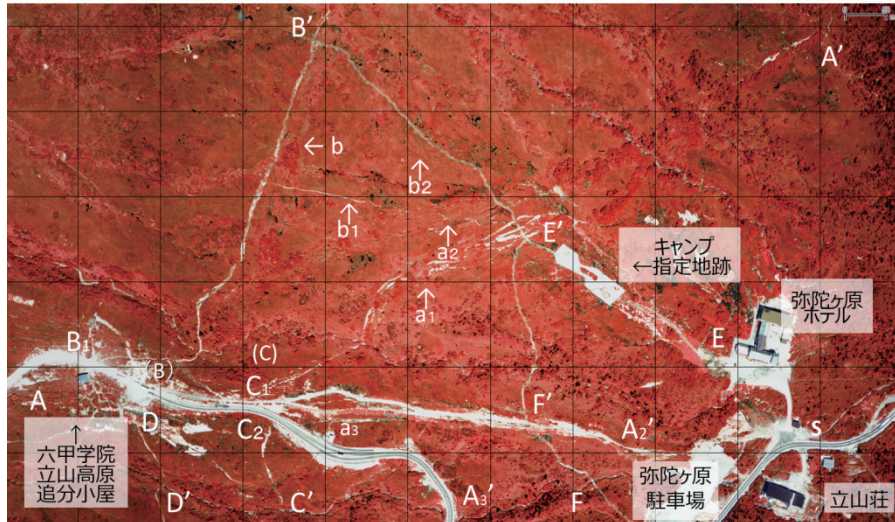 B'
A'
← b
↑
b2
↑
b1
↑
a2
E'
キャンプ
←指定地跡
弥陀ヶ原
ホテル
↑
a1
B1
(B)
(C)
C1
E
A
D
C2
a3
F'
A2'
s
↑
六甲学院
立山高原
追分小屋
D'
C'
A3'
F
弥陀ヶ原
駐車場
立山荘